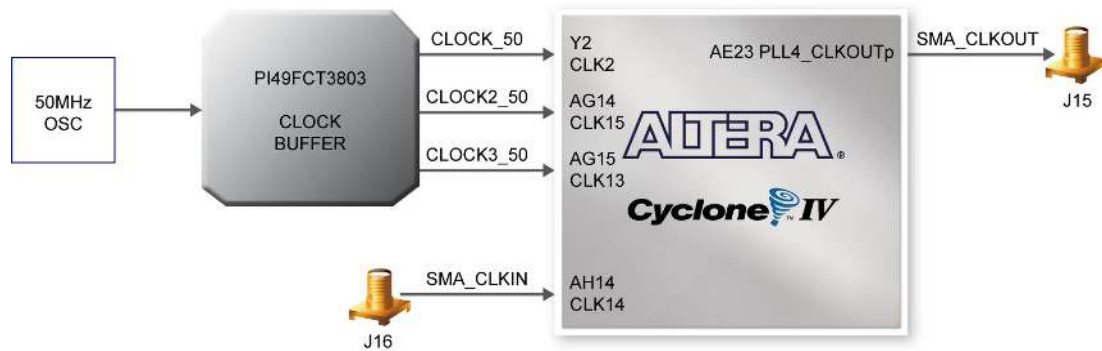 50MHz
OSC
PI49FCT3803
CLOCK
BUFFER
CLOCK_50
CLOCK2_50
CLOCK3_50
SMA_CLKIN
J16
Y2
CLK2
AG14
CLK15
AG15
CLK13
AH14
CLK14
ALTERA®
Cyclone™ IV
AE23 PLL4_CLKOUTp
SMA_CLKOUT
J15